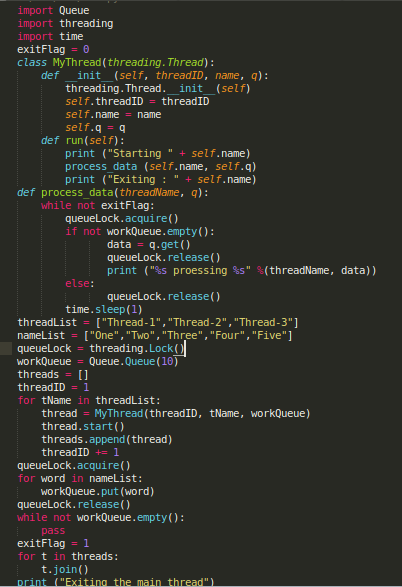 import Queue
import threading
import time
exitFlag = 0
class MyThread(threading.Thread):
    def __init__(self, threadID, name, q):
        threading.Thread.__init__(self)
        self.threadID = threadID
        self.name = name
        self.q = q
    def run(self):
        print ("Starting " + self.name)
        process_data (self.name, self.q)
        print ("Exiting : " + self.name)
def process_data(threadName, q):
    while not exitFlag:
        queueLock.acquire()
        if not workQueue.empty():
                data = q.get()
                queueLock.release()
                print ("%s proessing %s" %(threadName, data))
        else:
                queueLock.release()
        time.sleep(1)
threadList = ["Thread-1","Thread-2","Thread-3"]
nameList = ["One","Two","Three","Four","Five"]
queueLock = threading.Lock()
workQueue = Queue.Queue(10)
threads = []
threadID = 1
for tName in threadList:
    thread = MyThread(threadID, tName, workQueue)
    thread.start()
    threads.append(thread)
    threadID += 1
queueLock.acquire()
for word in nameList:
    workQueue.put(word)
queueLock.release()
while not workQueue.empty():
    pass
exitFlag = 1
for t in threads:
    t.join()
print ("Exiting the main thread")